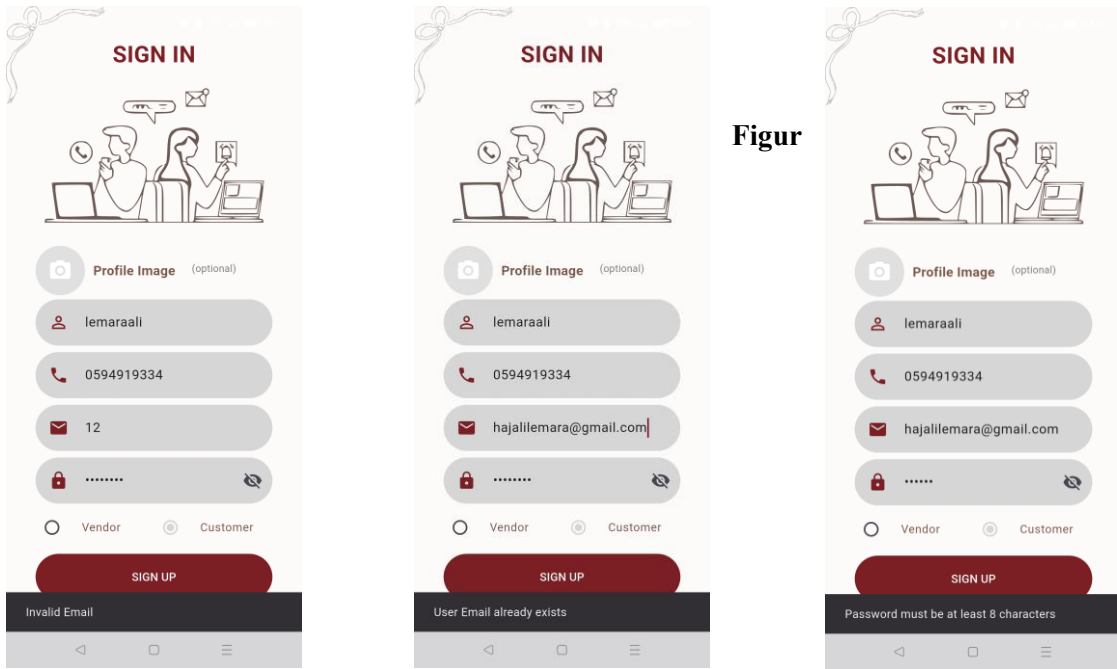 SIGN IN
Profile Image (optional)
lemaraali
0594919334
12
••••••••
Vendor Customer
SIGN UP
Invalid Email
SIGN IN
Profile Image (optional)
lemaraali
0594919334
hajalilemara@gmail.com
••••••••
Vendor Customer
SIGN UP
User Email already exists
Figur
SIGN IN
Profile Image (optional)
lemaraali
0594919334
hajalilemara@gmail.com
••••••
Vendor Customer
SIGN UP
Password must be at least 8 characters